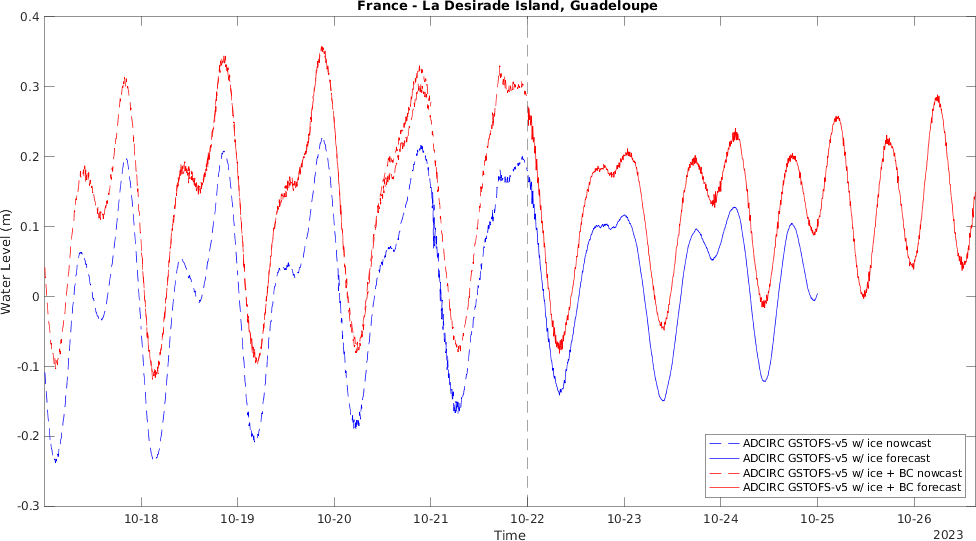 France - La Desirade Island, Guadeloupe
0.4
0.3
0.2
0.1
0
-0.1
-0.2
-0.3
Water Level (m)
10-18
10-19
10-20
10-21
10-22
10-23
10-24
10-25
10-26
Time
2023
ADCIRC GSTOFS-v5 w/ ice nowcast
ADCIRC GSTOFS-v5 w/ ice forecast
ADCIRC GSTOFS-v5 w/ ice + BC nowcast
ADCIRC GSTOFS-v5 w/ ice + BC forecast